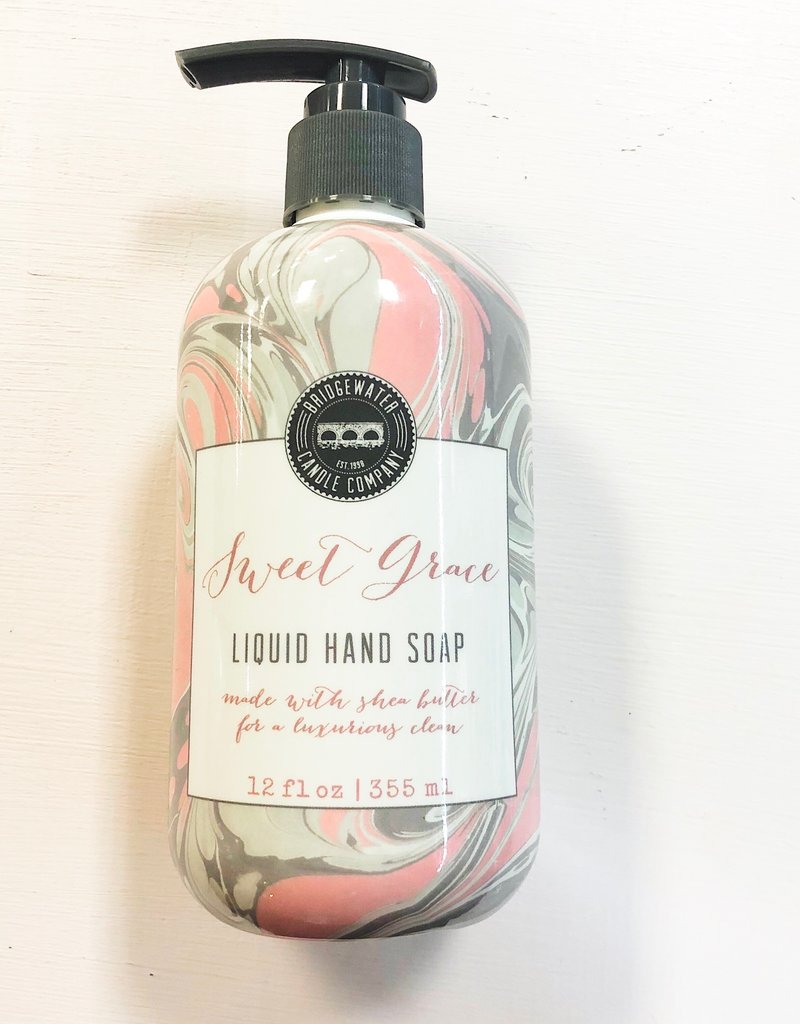 BRIDGEWATER
EST. 1998
CANDLE COMPANY
Sweet Grace
LIQUID HAND SOAP
made with shea butter
for a luxurious clean
12 fl oz | 355 ml